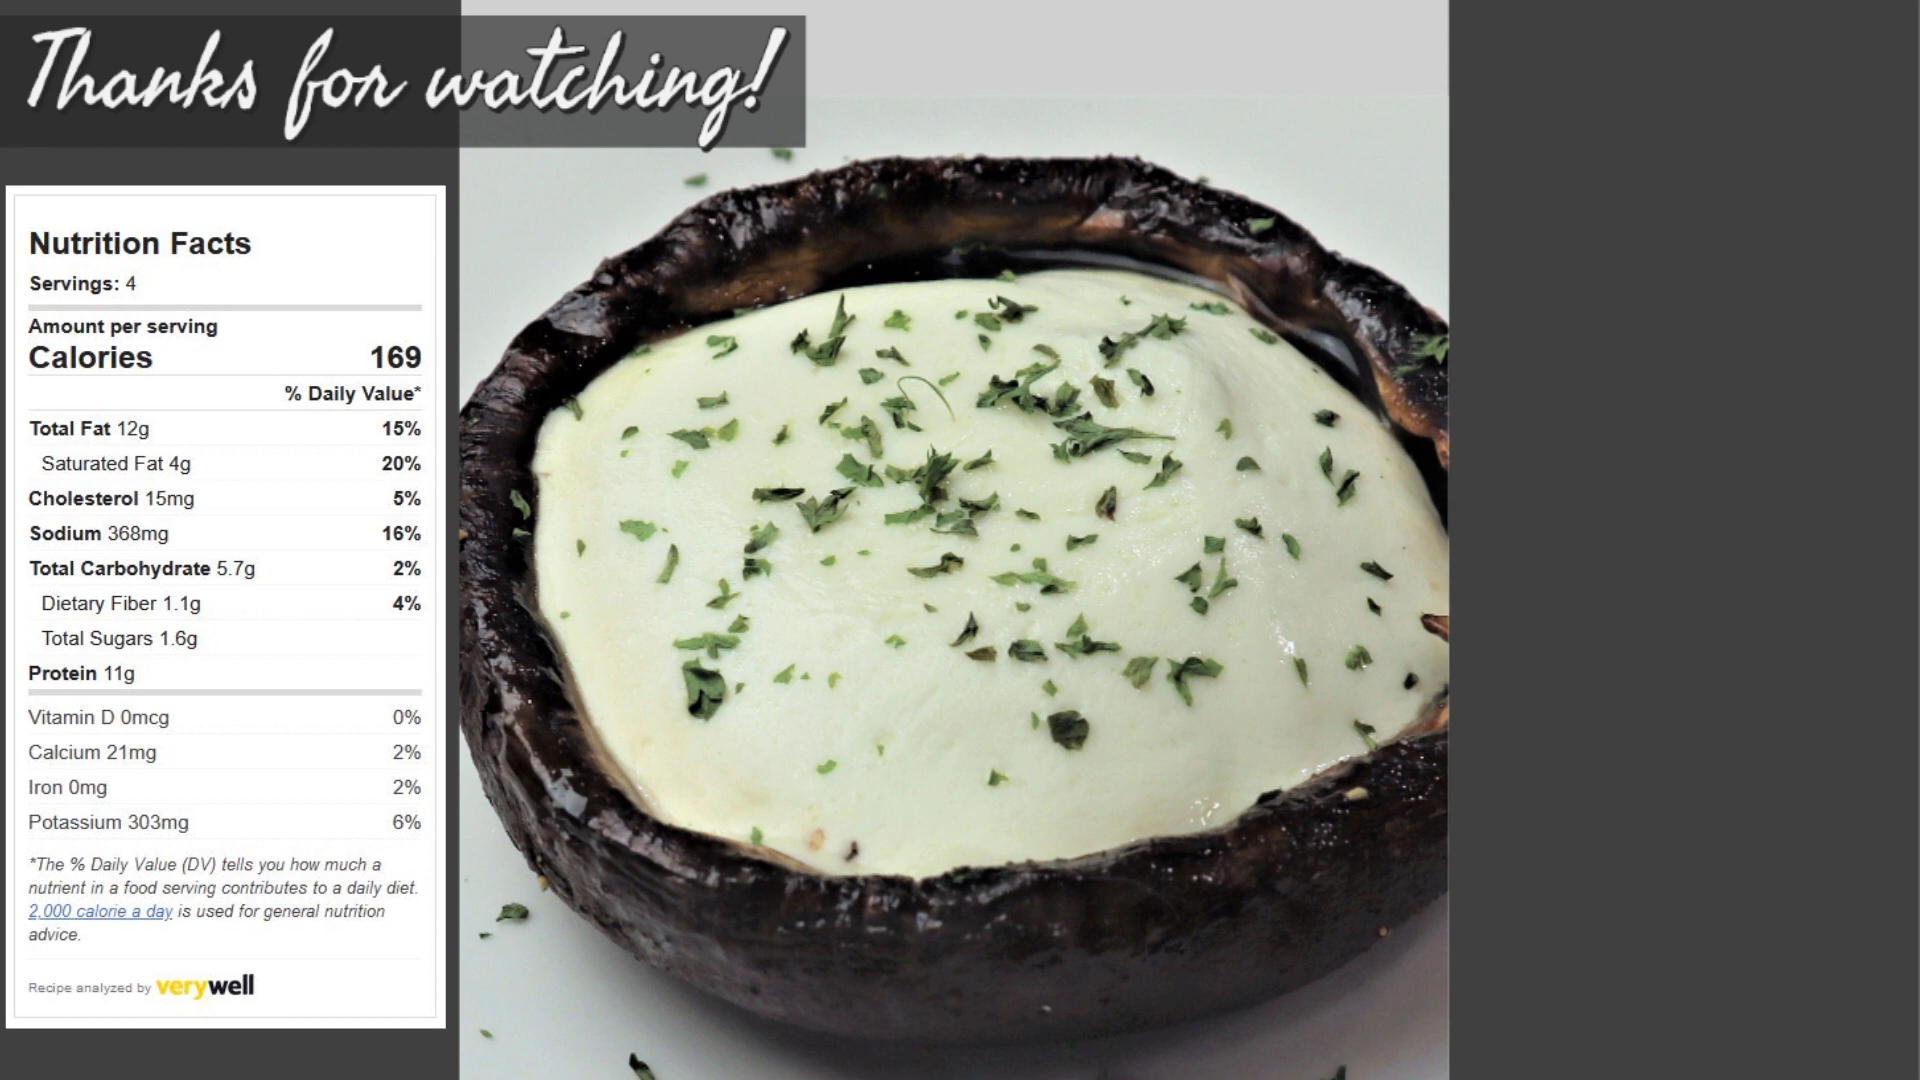 Thanks for watching!
Nutrition Facts
Servings: 4
Amount per serving
Calories 169
% Daily Value*
Total Fat 12g 15%
Saturated Fat 4g 20%
Cholesterol 15mg 5%
Sodium 368mg 16%
Total Carbohydrate 5.7g 2%
Dietary Fiber 1.1g 4%
Total Sugars 1.6g
Protein 11g
Vitamin D 0mcg 0%
Calcium 21mg 2%
Iron 0mg 2%
Potassium 303mg 6%
*The % Daily Value (DV) tells you how much a
nutrient in a food serving contributes to a daily diet.
2,000 calorie a day is used for general nutrition
advice.
Recipe analyzed by verywell